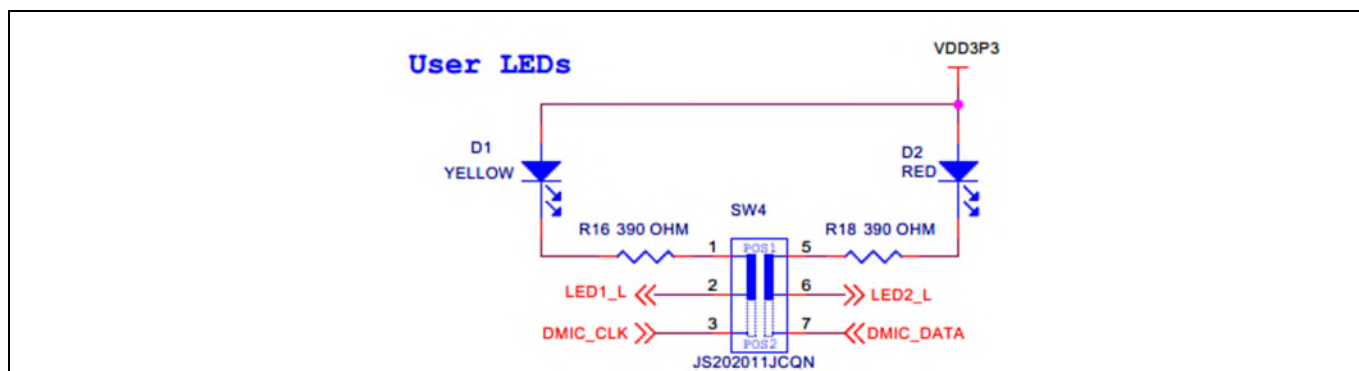 User LEDs
VDD3P3
D1
YELLOW
D2
RED
SW4
R16 390 OHM
1
POS1
5
R18 390 OHM
LED1_L
2
6
LED2_L
DMIC_CLK
3
7
DMIC_DATA
POS2
JS202011JCQN